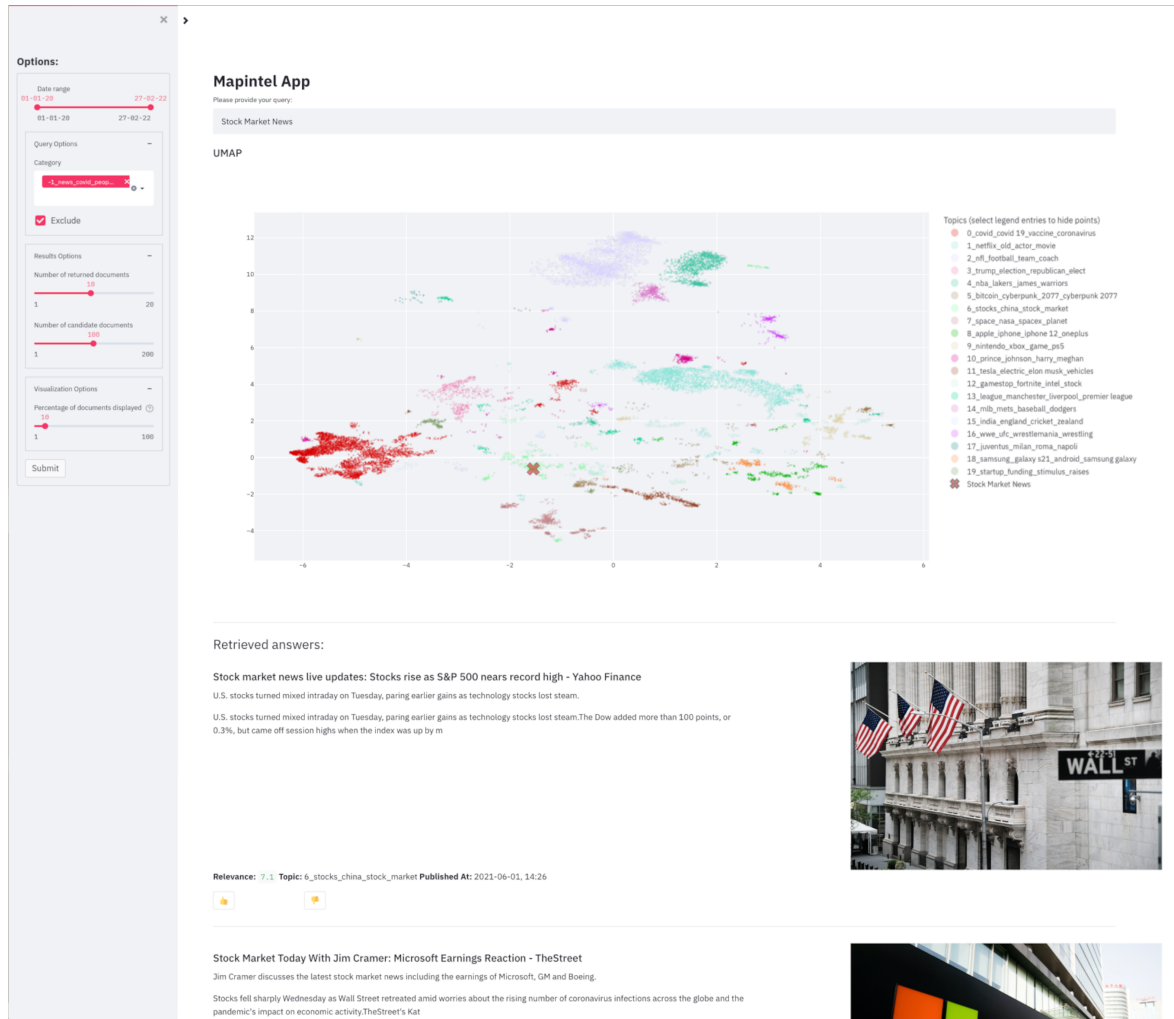 Options:
Date range
01-01-20 27-02-22
01-01-20 27-02-22
Query Options
Category
-1_news_covid_peop...
Exclude
Results Options
Number of returned documents
10
1 20
Number of candidate documents
100
1 200
Visualization Options
Percentage of documents displayed
10
1 100
Submit
Mapintel App
Please provide your query:
Stock Market News
UMAP
12
10
8
6
4
2
0
−2
−4
−6 −4 −2 0 2 4 6
Topics (select legend entries to hide points)
0_covid_covid 19_vaccine_coronavirus
1_netflix_old_actor_movie
2_nfl_football_team_coach
3_trump_election_republican_elect
4_nba_lakers_james_warriors
5_bitcoin_cyberpunk_2077_cyberpunk 2077
6_stocks_china_stock_market
7_space_nasa_spacex_planet
8_apple_iphone_iphone 12_oneplus
9_nintendo_xbox_game_ps5
10_prince_johnson_harry_meghan
11_tesla_electric_elon musk_vehicles
12_gamestop_fortnite_intel_stock
13_league_manchester_liverpool_premier league
14_mlb_mets_baseball_dodgers
15_india_england_cricket_zealand
16_wwe_ufc_wrestlemania_wrestling
17_juventus_milan_roma_napoli
18_samsung_galaxy s21_android_samsung galaxy
19_startup_funding_stimulus_raises
Stock Market News
Retrieved answers:
Stock market news live updates: Stocks rise as S&P 500 nears record high - Yahoo Finance
U.S. stocks turned mixed intraday on Tuesday, paring earlier gains as technology stocks lost steam.
U.S. stocks turned mixed intraday on Tuesday, paring earlier gains as technology stocks lost steam.The Dow added more than 100 points, or
0.3%, but came off session highs when the index was up by m
WALL ST
Relevance: 7.1 Topic: 6_stocks_china_stock_market Published At: 2021-06-01, 14:26
Stock Market Today With Jim Cramer: Microsoft Earnings Reaction - TheStreet
Jim Cramer discusses the latest stock market news including the earnings of Microsoft, GM and Boeing.
Stocks fell sharply Wednesday as Wall Street retreated amid worries about the rising number of coronavirus infections across the globe and the
pandemic's impact on economic activity.TheStreet's Kat